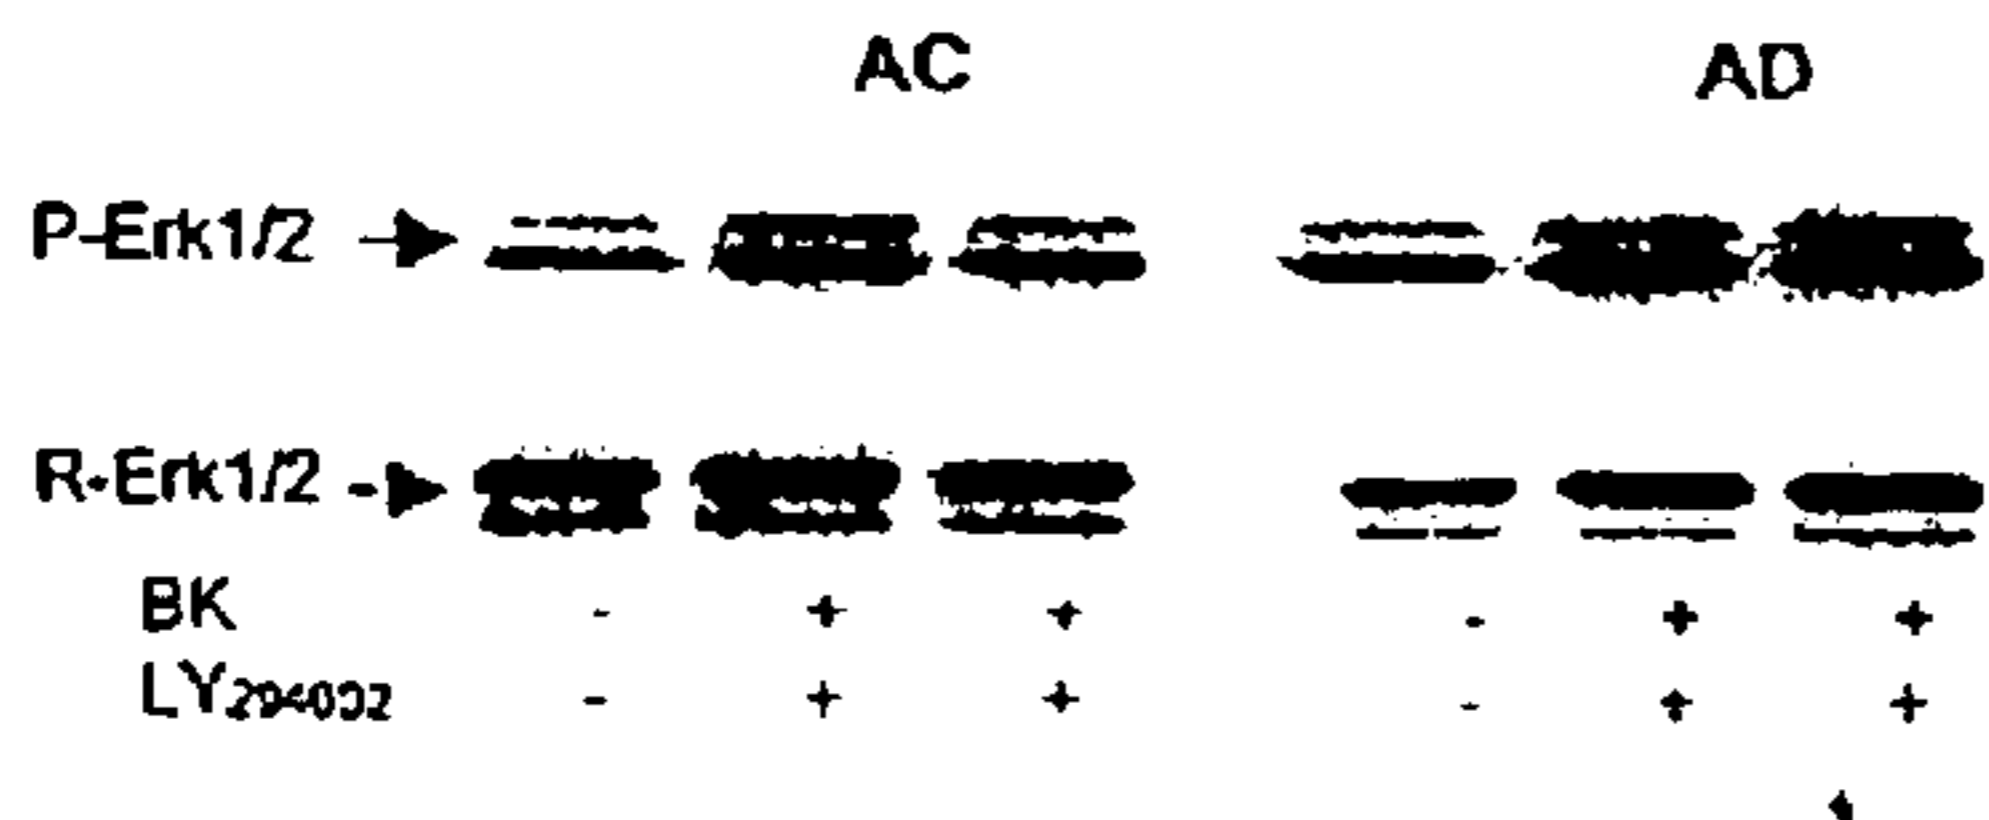 AC AD
P-Erk1/2
R-Erk1/2
BK - + + - + +
LY294002 - + + - + +